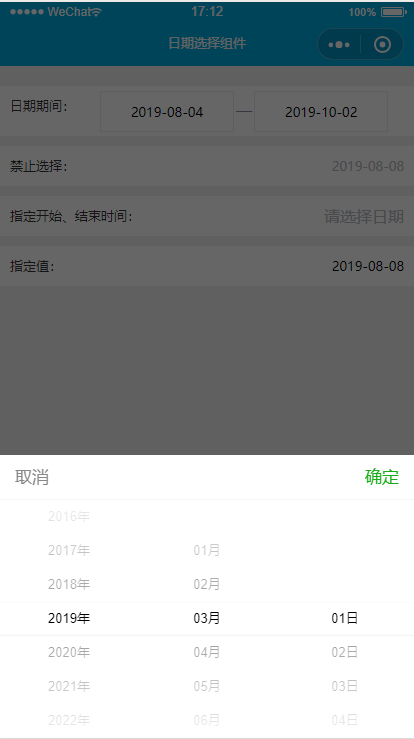 WeChat 17:12 100%
日期选择组件
日期期间： 2019-08-04 — 2019-10-02
禁止选择： 2019-08-08
指定开始、结束时间： 请选择日期
指定值： 2019-08-08
取消 确定
2016年
2017年 01月
2018年 02月
2019年 03月 01日
2020年 04月 02日
2021年 05月 03日
2022年 06月 04日